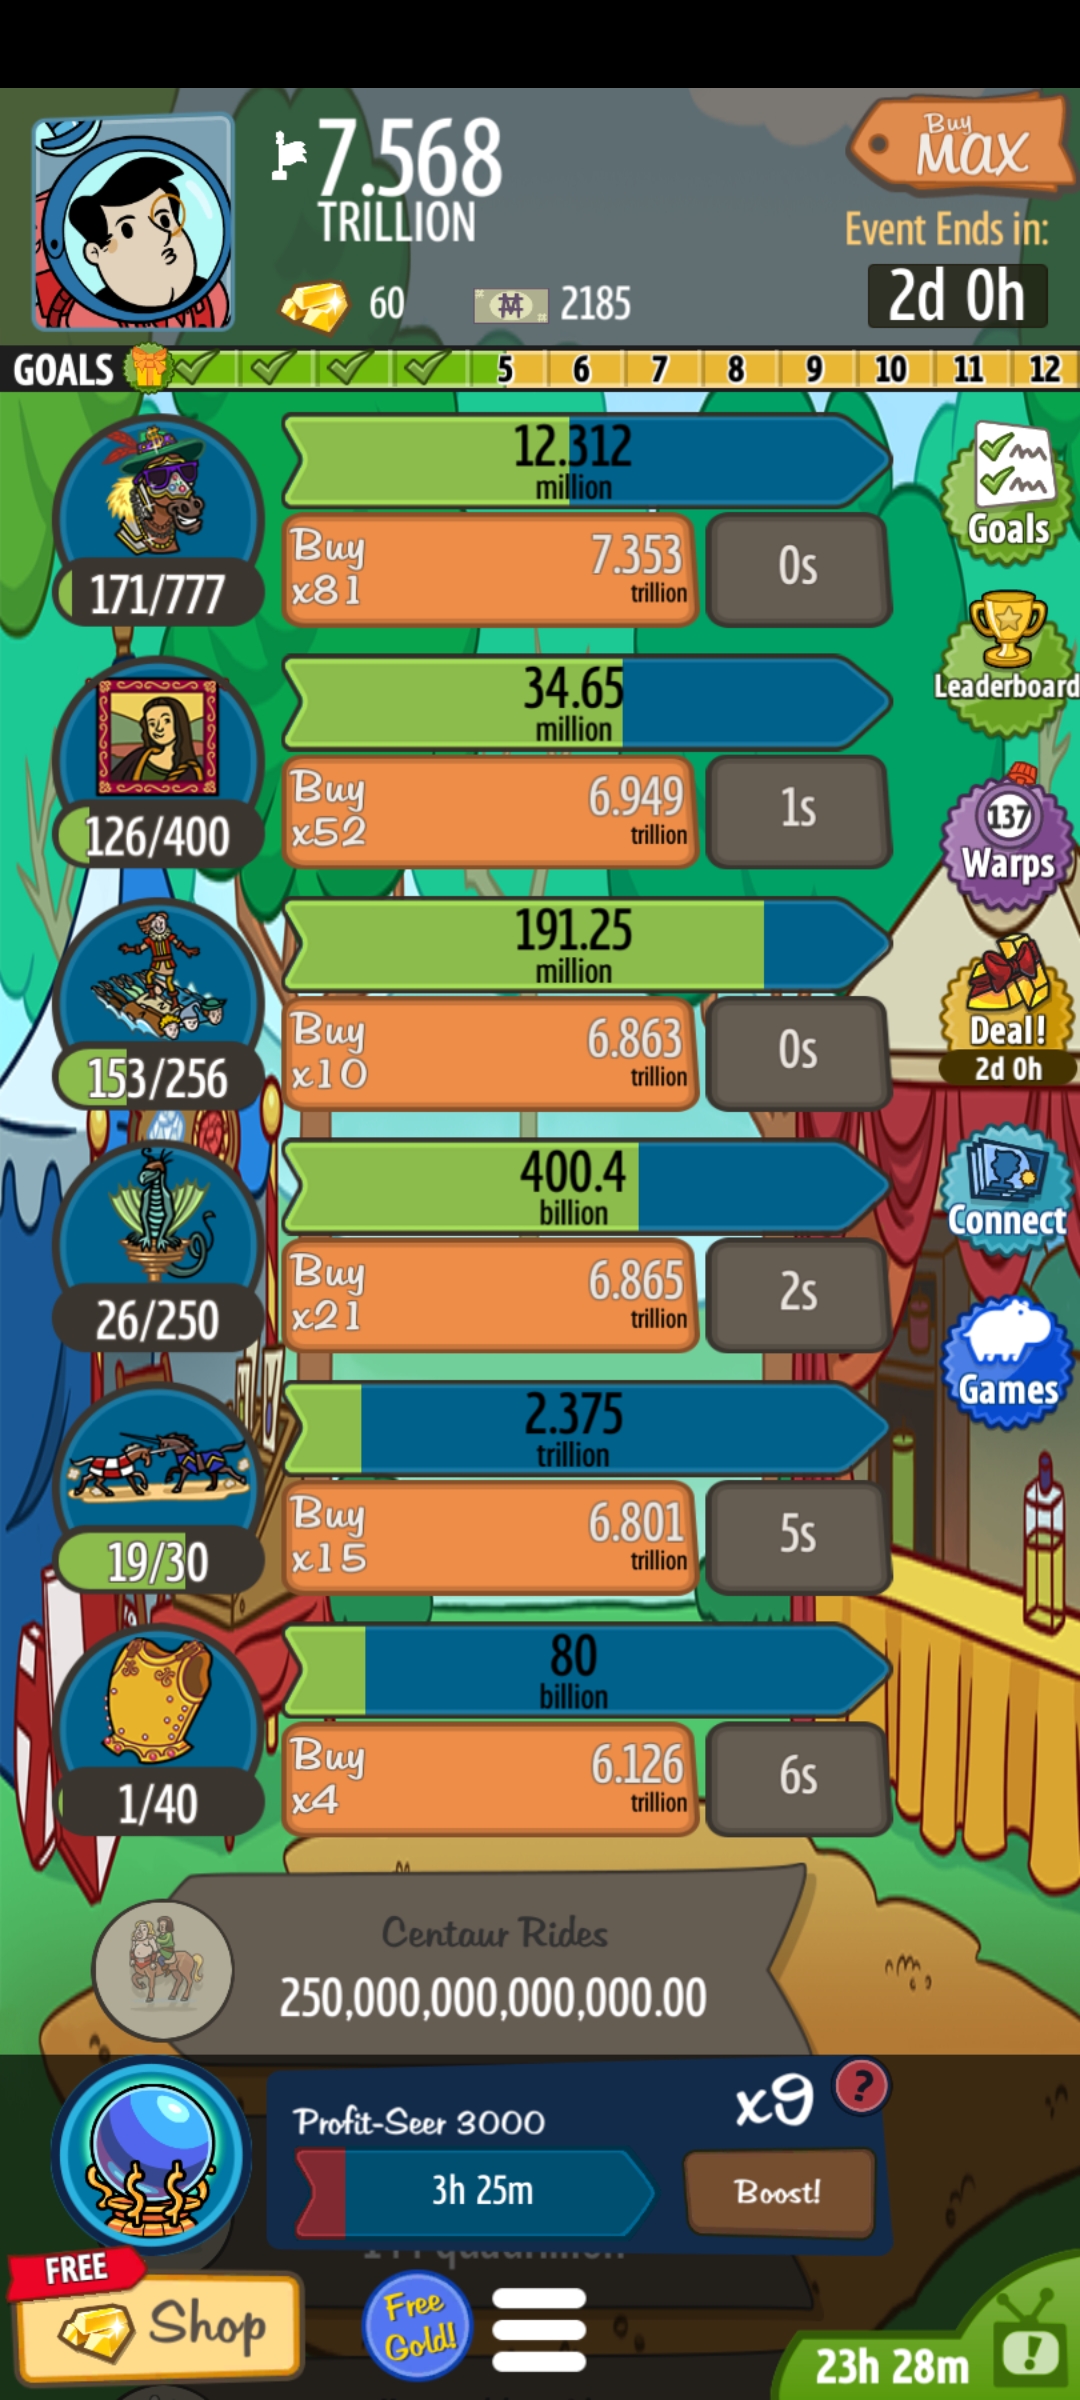 7.568
TRILLION
Buy
MAX
Event Ends in:
2d 0h
60
2185
GOALS
5 6 7 8 9 10 11 12
12.312
million
Buy
x81
7.353
trillion
0s
171/777
Goals
34.65
million
Buy
x52
6.949
trillion
1s
126/400
Leaderboard
137
Warps
191.25
million
Buy
x10
6.863
trillion
0s
153/256
Deal!
2d 0h
400.4
billion
Buy
x21
6.865
trillion
2s
26/250
Connect
Games
2.375
trillion
Buy
x15
6.801
trillion
5s
19/30
80
billion
Buy
x4
6.126
trillion
6s
1/40
Centaur Rides
250,000,000,000,000.00
Profit-Seer 3000
x9
?
3h 25m
Boost!
FREE
Shop
Free
Gold!
23h 28m
!